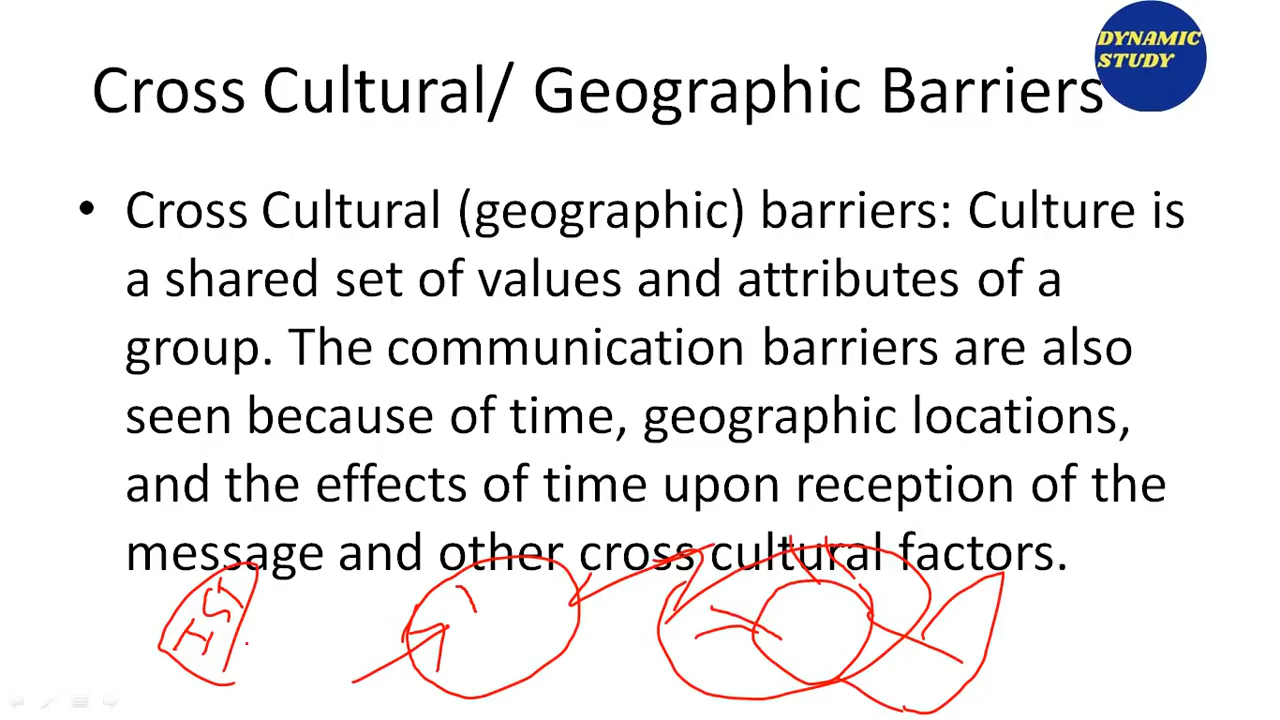 DYNAMIC
STUDY
Cross Cultural/ Geographic Barriers
• Cross Cultural (geographic) barriers: Culture is
a shared set of values and attributes of a
group. The communication barriers are also
seen because of time, geographic locations,
and the effects of time upon reception of the
message and other cross cultural factors.
IST